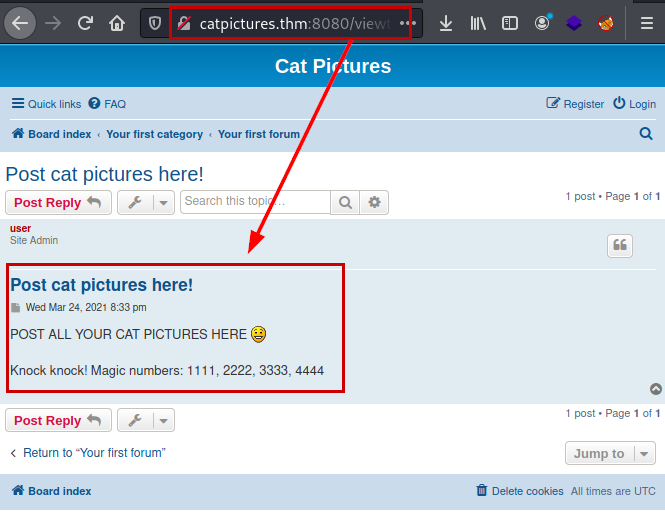 catpictures.thm:8080/viewt
Cat Pictures
Quick links FAQ Register Login
Board index ‹ Your first category ‹ Your first forum
Post cat pictures here!
Post Reply Search this topic… 1 post • Page 1 of 1
user
Site Admin
Post cat pictures here!
Wed Mar 24, 2021 8:33 pm
POST ALL YOUR CAT PICTURES HERE
Knock knock! Magic numbers: 1111, 2222, 3333, 4444
Post Reply 1 post • Page 1 of 1
Return to “Your first forum” Jump to
Board index Delete cookies All times are UTC